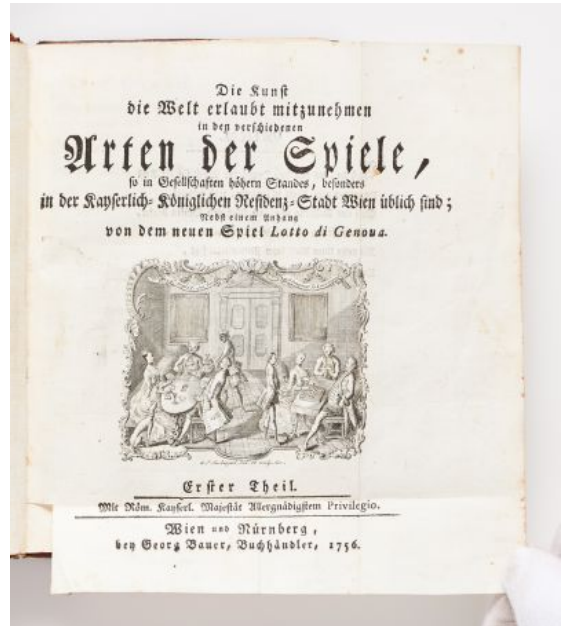 Die Kunst
die Welt erlaubt mitzunehmen
in den verschiedenen
Arten der Spiele,
so in Gesellschaften höhern Standes, besonders
in der Kayserlich-Königlichen Residenz-Stadt Wien üblich sind;
Nebst einem Anhang
von dem neuen Spiel Lotto di Genoua.
Erster Theil.
Mit Röm. Kayserl. Majestät Allergnädigstem Privilegio.
Wien und Nürnberg,
bey Georg Bauer, Buchhändler, 1756.